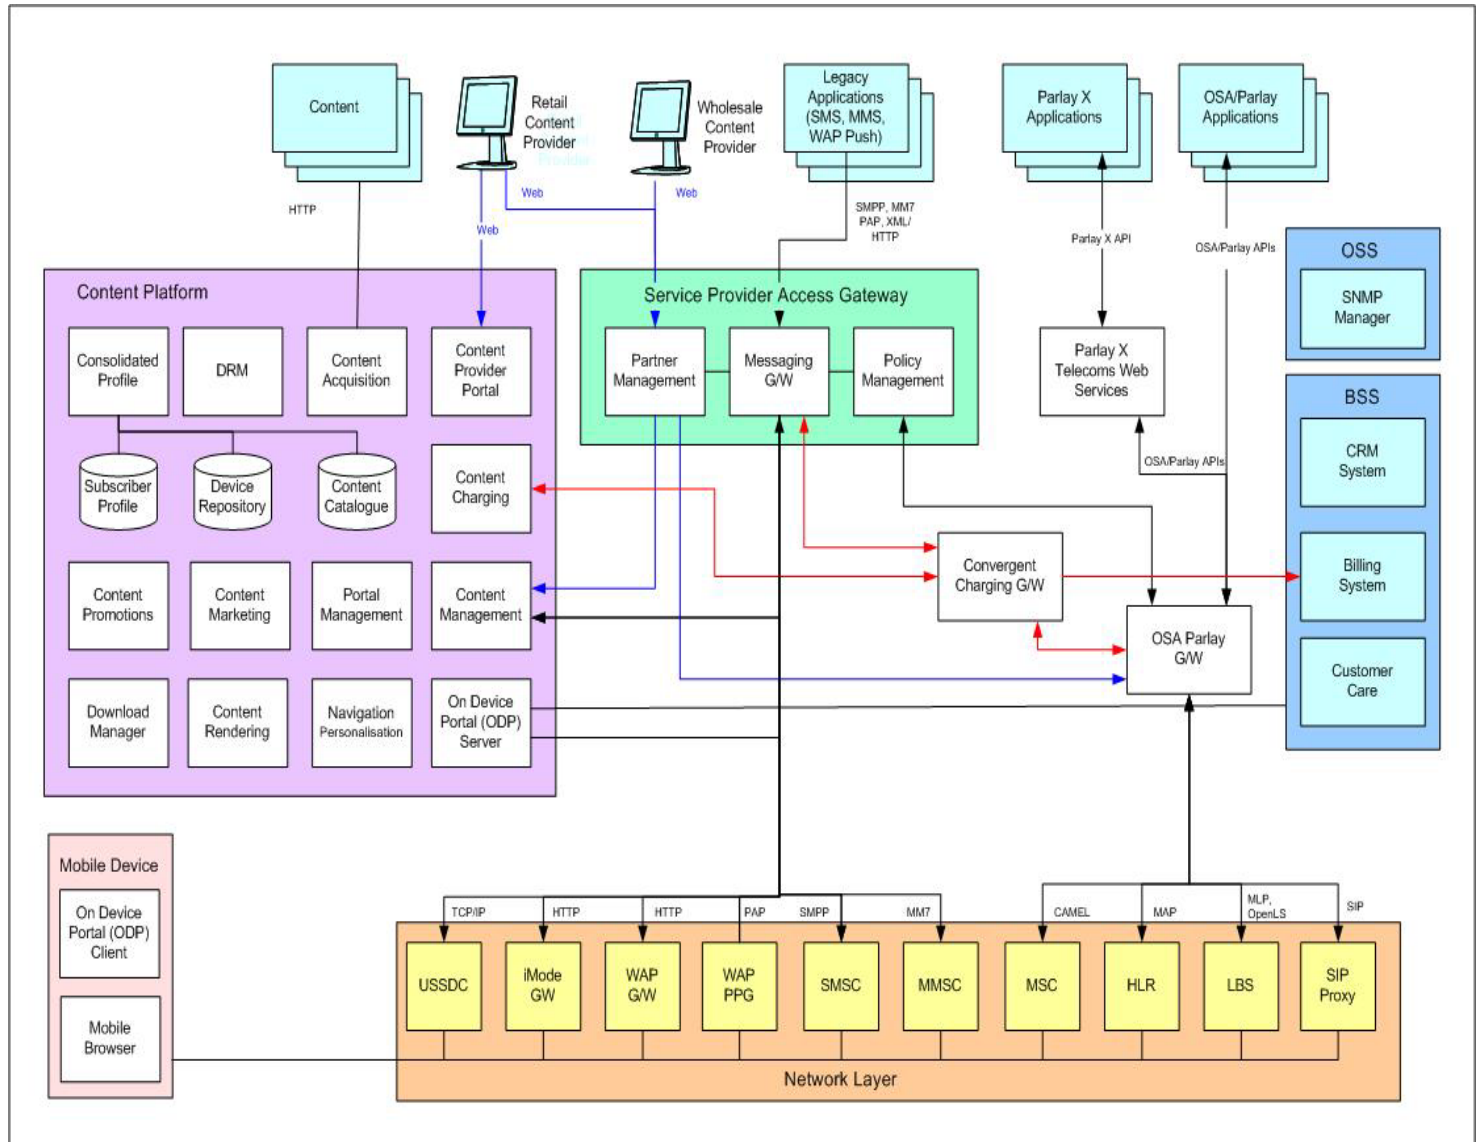 Content
Retail
Content
Provider
Wholesale
Content
Provider
Legacy
Applications
(SMS, MMS,
WAP Push)
Parlay X
Applications
OSA/Parlay
Applications
HTTP
Web
Web
Web
SMPP, MM7
PAP, XML/
HTTP
Parlay X API
OSA/Parlay APIs
Content Platform
Consolidated
Profile
DRM
Content
Acquisition
Content
Provider
Portal
Subscriber
Profile
Device
Repository
Content
Catalogue
Content
Charging
Content
Promotions
Content
Marketing
Portal
Management
Content
Management
Download
Manager
Content
Rendering
Navigation
Personalisation
On Device
Portal (ODP)
Server
Service Provider Access Gateway
Partner
Management
Messaging
G/W
Policy
Management
Parlay X
Telecoms Web
Services
OSA/Parlay APIs
Convergent
Charging G/W
OSA Parlay
G/W
OSS
SNMP
Manager
BSS
CRM
System
Billing
System
Customer
Care
Mobile Device
On Device
Portal (ODP)
Client
Mobile
Browser
TCP/IP
HTTP
HTTP
PAP
SMPP
MM7
CAMEL
MAP
MLP,
OpenLS
SIP
USSDC
iMode
GW
WAP
G/W
WAP
PPG
SMSC
MMSC
MSC
HLR
LBS
SIP
Proxy
Network Layer